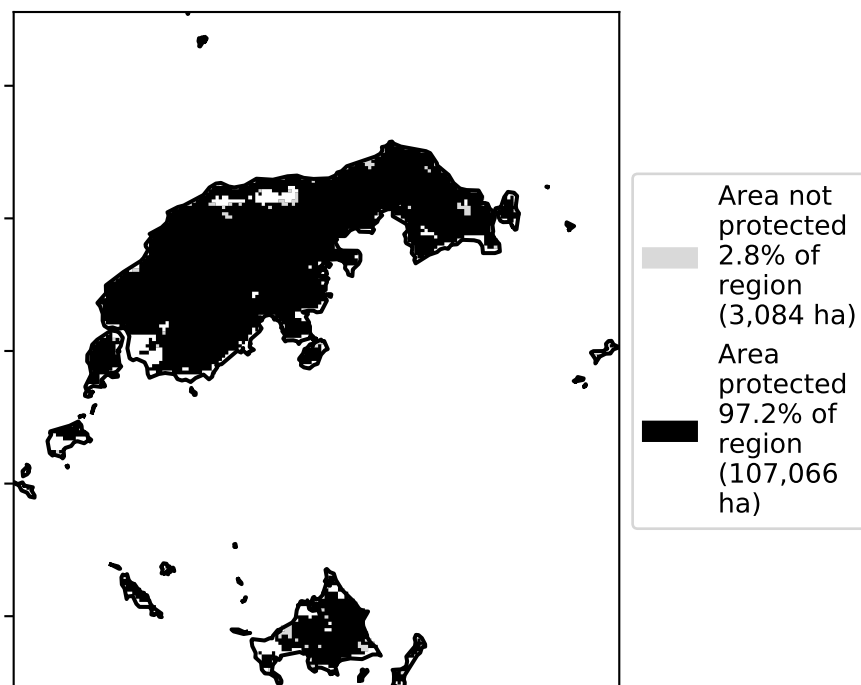 Area not
protected
2.8% of
region
(3,084 ha)
Area
protected
97.2% of
region
(107,066
ha)